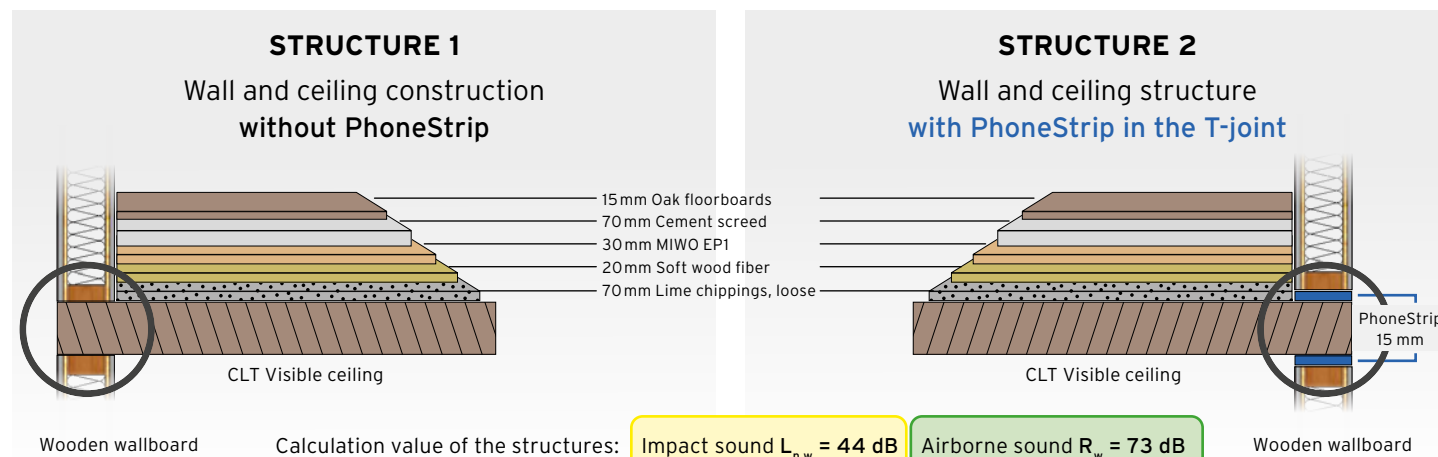 STRUCTURE 1
Wall and ceiling construction
without PhoneStrip
STRUCTURE 2
Wall and ceiling structure
with PhoneStrip in the T-joint
15 mm Oak floorboards
70 mm Cement screed
30 mm MIWO EP1
20 mm Soft wood fiber
70 mm Lime chippings, loose
PhoneStrip
15 mm
CLT Visible ceiling
CLT Visible ceiling
Wooden wallboard
Calculation value of the structures:
Impact sound Ln,w = 44 dB
Airborne sound Rw = 73 dB
Wooden wallboard